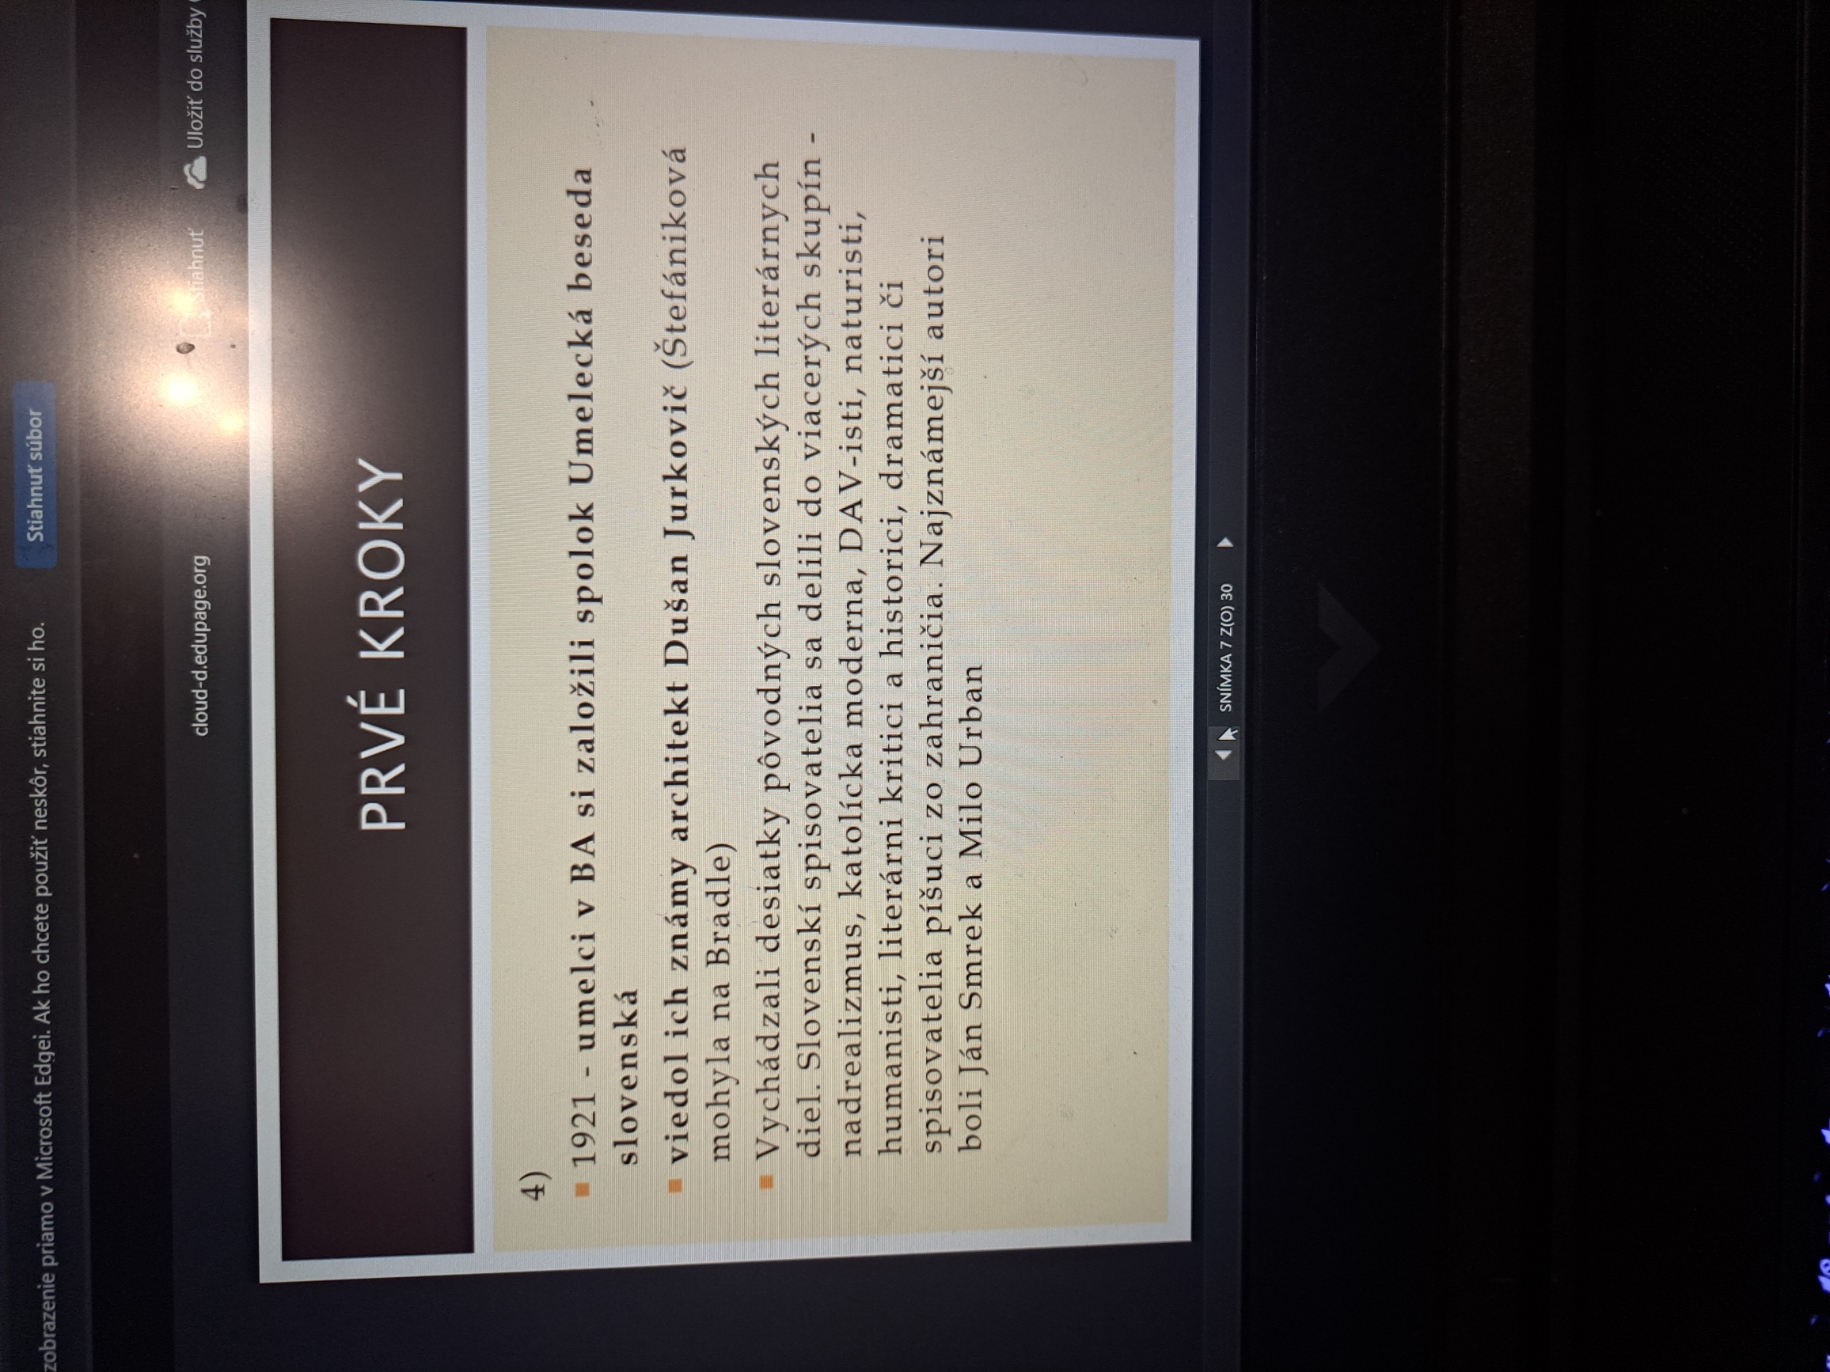 zobrazenie priamo v Microsoft Edgei. Ak ho chcete použiť neskôr, stiahnite si ho.
Stiahnuť súbor
cloud-d.edupage.org
Stiahnuť
Uložiť do služby
PRVÉ KROKY
4)
▪ 1921 - umelci v BA si založili spolok Umelecká beseda
slovenská
▪ viedol ich známy architekt Dušan Jurkovič (Štefániková
mohyla na Bradle)
▪ Vychádzali desiatky pôvodných slovenských literárnych
diel. Slovenskí spisovatelia sa delili do viacerých skupín -
nadrealizmus, katolícka moderna, DAV-isti, naturisti,
humanisti, literárni kritici a historici, dramatici či
spisovatelia píšuci zo zahraničia. Najznámejší autori
boli Ján Smrek a Milo Urban
SNÍMKA 7 Z(O) 30